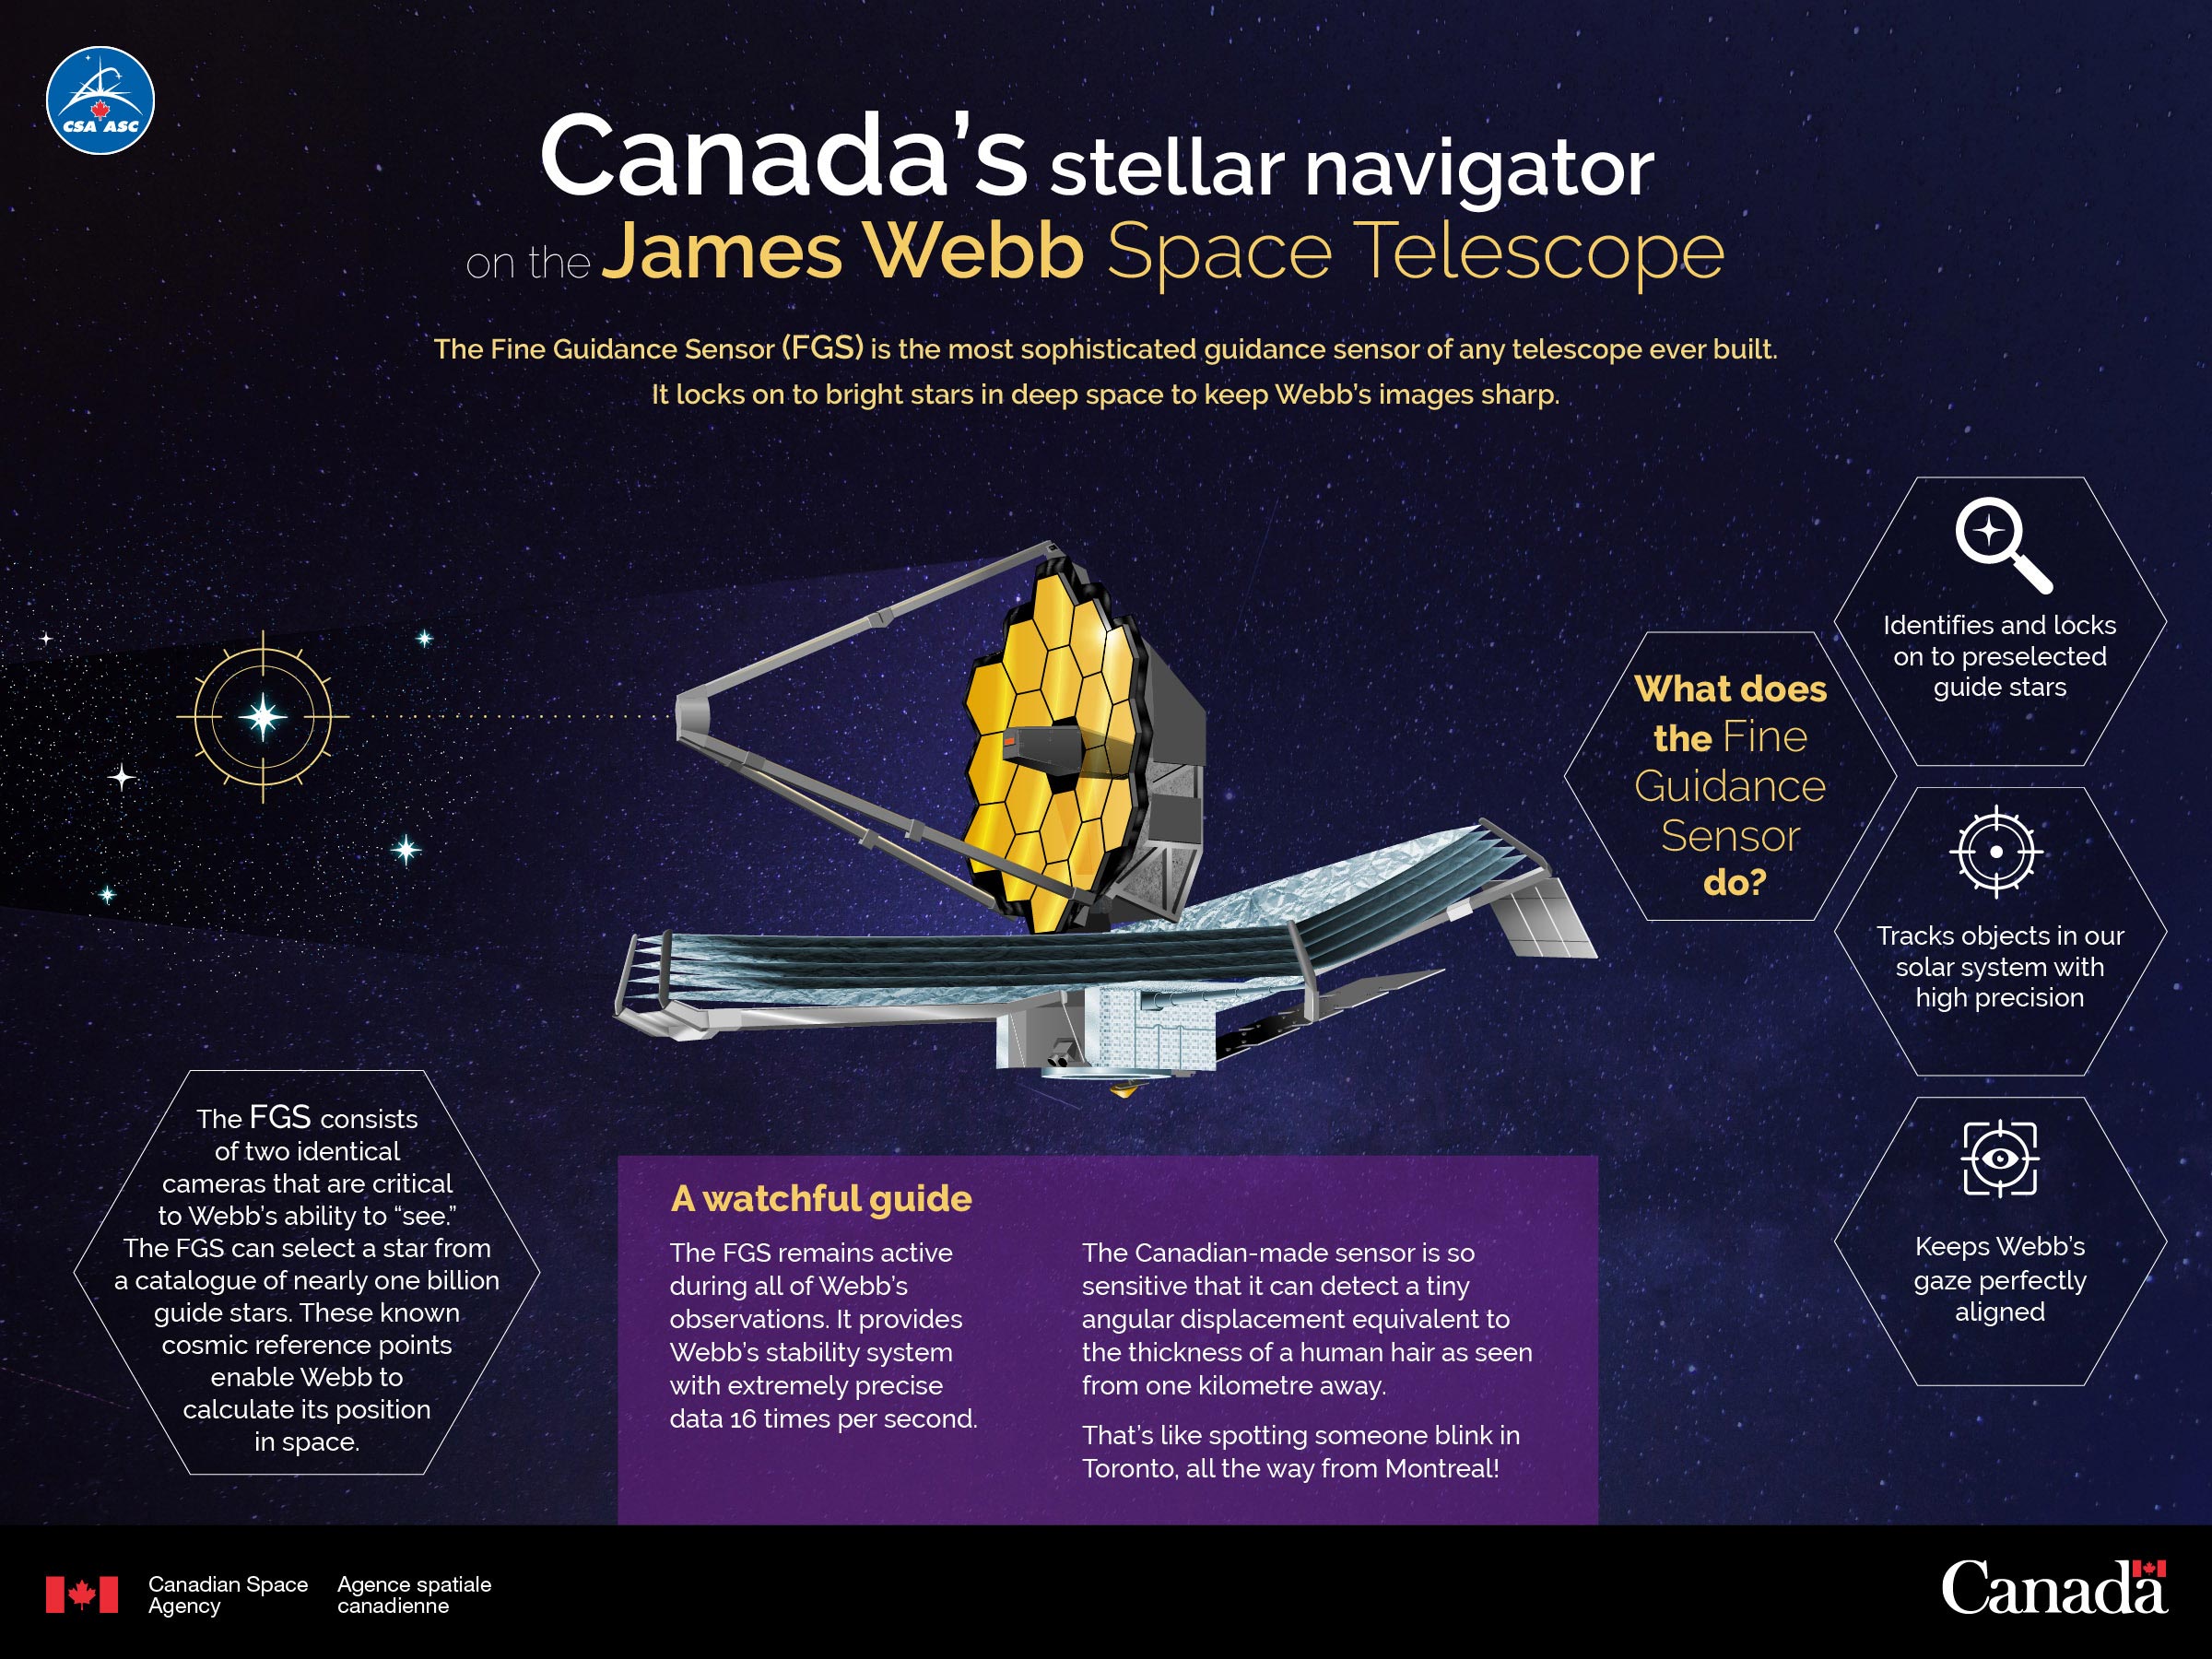 CSA ASC
Canada's stellar navigator
on the James Webb Space Telescope
The Fine Guidance Sensor (FGS) is the most sophisticated guidance sensor of any telescope ever built.
It locks on to bright stars in deep space to keep Webb's images sharp.
What does
the Fine
Guidance
Sensor
do?
Identifies and locks
on to preselected
guide stars
Tracks objects in our
solar system with
high precision
Keeps Webb's
gaze perfectly
aligned
The FGS consists
of two identical
cameras that are critical
to Webb's ability to “see.”
The FGS can select a star from
a catalogue of nearly one billion
guide stars. These known
cosmic reference points
enable Webb to
calculate its position
in space.
A watchful guide
The FGS remains active
during all of Webb's
observations. It provides
Webb's stability system
with extremely precise
data 16 times per second.
The Canadian-made sensor is so
sensitive that it can detect a tiny
angular displacement equivalent to
the thickness of a human hair as seen
from one kilometre away.
That's like spotting someone blink in
Toronto, all the way from Montreal!
Canadian Space
Agency
Agence spatiale
canadienne
Canada